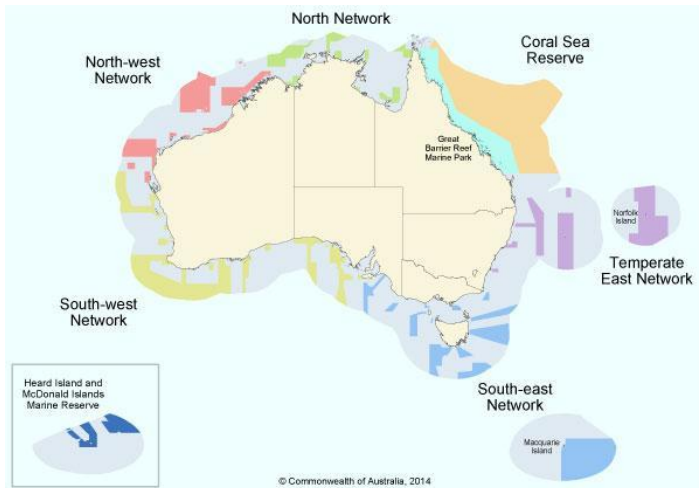 North Network
North-west
Network
Coral Sea
Reserve
Great
Barrier Reef
Marine Park
Norfolk
Island
Temperate
East Network
South-west
Network
Heard Island and
McDonald Islands
Marine Reserve
South-east
Network
Macquarie
Island
© Commonwealth of Australia, 2014